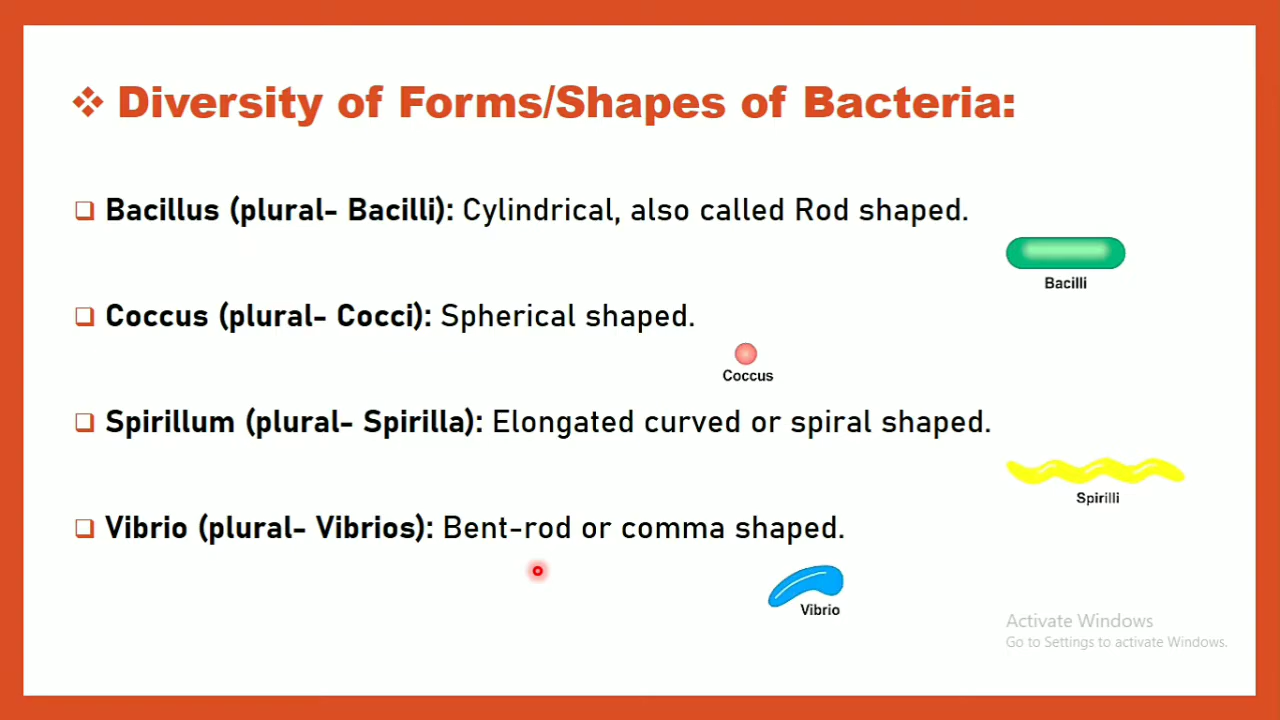 Diversity of Forms/Shapes of Bacteria:
Bacillus (plural- Bacilli): Cylindrical, also called Rod shaped.
Bacilli
Coccus (plural- Cocci): Spherical shaped.
Coccus
Spirillum (plural- Spirilla): Elongated curved or spiral shaped.
Spirilli
Vibrio (plural- Vibrios): Bent-rod or comma shaped.
Vibrio
Activate Windows
Go to Settings to activate Windows.